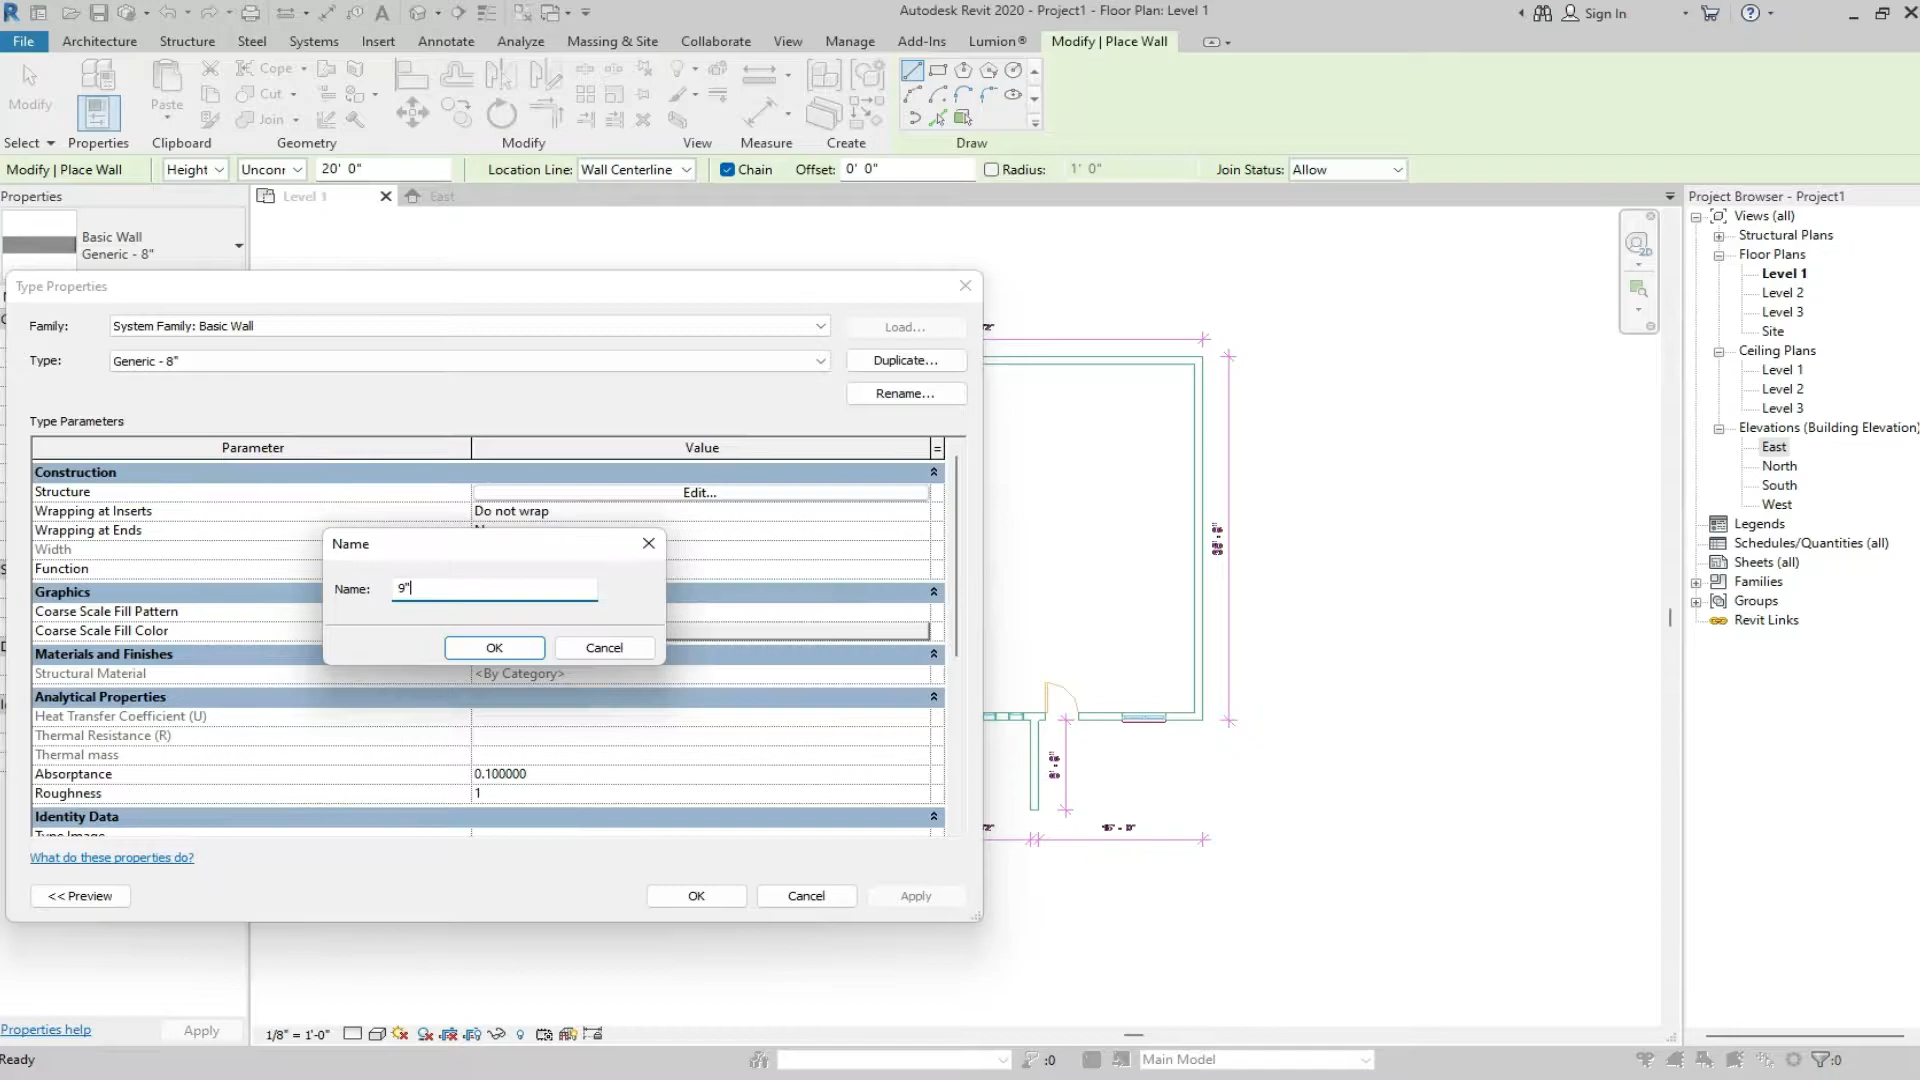 Autodesk Revit 2020 - Project1 - Floor Plan: Level 1
Sign In
File
Architecture
Structure
Steel
Systems
Insert
Annotate
Analyze
Massing & Site
Collaborate
View
Manage
Add-Ins
Lumion®
Modify | Place Wall
Modify
Paste
Cope
Cut
Join
Select
Properties
Clipboard
Geometry
Modify
View
Measure
Create
Draw
Modify | Place Wall
Height
Unconr
20' 0"
Location Line:
Wall Centerline
Chain
Offset:
0' 0"
Radius:
1' 0"
Join Status:
Allow
Properties
Level 1
East
Project Browser - Project1
Basic Wall
Generic - 8"
Views (all)
Structural Plans
Floor Plans
Level 1
Level 2
Level 3
Site
Ceiling Plans
Level 1
Level 2
Level 3
Elevations (Building Elevation)
East
North
South
West
Legends
Schedules/Quantities (all)
Sheets (all)
Families
Groups
Revit Links
2D
Type Properties
Family:
System Family: Basic Wall
Load...
Type:
Generic - 8"
Duplicate...
Rename...
Type Parameters
Parameter
Value
=
Construction
Structure
Edit...
Wrapping at Inserts
Do not wrap
Wrapping at Ends
Width
Function
Graphics
Coarse Scale Fill Pattern
Coarse Scale Fill Color
Materials and Finishes
Structural Material
<By Category>
Analytical Properties
Heat Transfer Coefficient (U)
Thermal Resistance (R)
Thermal mass
Absorptance
0.100000
Roughness
1
Identity Data
Type Image
What do these properties do?
<< Preview
OK
Cancel
Apply
Name
Name:
9"
OK
Cancel
Properties help
Apply
1/8" = 1'-0"
Ready
:0
Main Model
:0